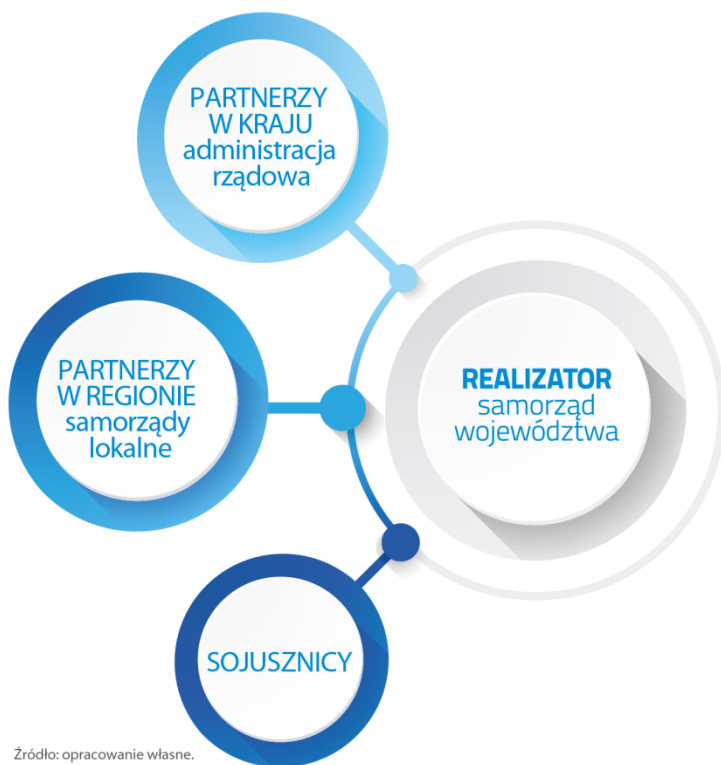 PARTNERZY
W KRAJU
administracja
rządowa
PARTNERZY
W REGIONIE
samorządy
lokalne
REALIZATOR
samorząd
województwa
SOJUSZNICY
Źródło: opracowanie własne.